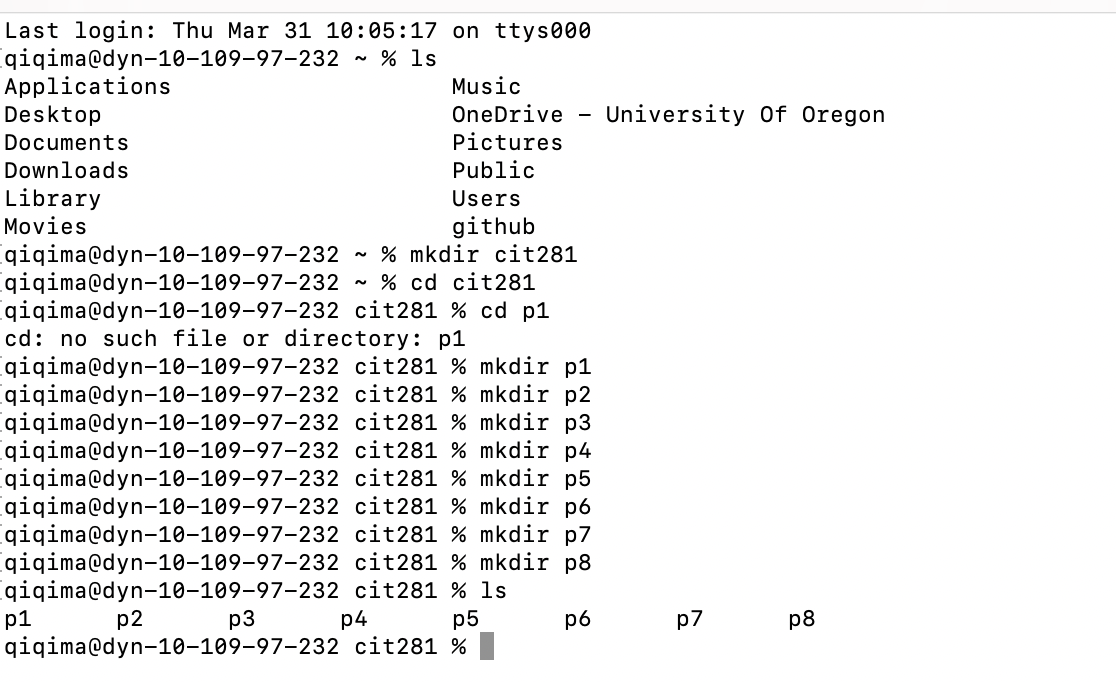 Last login: Thu Mar 31 10:05:17 on ttys000
[qiqima@dyn-10-109-97-232 ~ % ls
Applications Music
Desktop OneDrive - University Of Oregon
Documents Pictures
Downloads Public
Library Users
Movies github
[qiqima@dyn-10-109-97-232 ~ % mkdir cit281
[qiqima@dyn-10-109-97-232 ~ % cd cit281
[qiqima@dyn-10-109-97-232 cit281 % cd p1
cd: no such file or directory: p1
[qiqima@dyn-10-109-97-232 cit281 % mkdir p1
[qiqima@dyn-10-109-97-232 cit281 % mkdir p2
[qiqima@dyn-10-109-97-232 cit281 % mkdir p3
[qiqima@dyn-10-109-97-232 cit281 % mkdir p4
[qiqima@dyn-10-109-97-232 cit281 % mkdir p5
[qiqima@dyn-10-109-97-232 cit281 % mkdir p6
[qiqima@dyn-10-109-97-232 cit281 % mkdir p7
[qiqima@dyn-10-109-97-232 cit281 % mkdir p8
[qiqima@dyn-10-109-97-232 cit281 % ls
p1 p2 p3 p4 p5 p6 p7 p8
qiqima@dyn-10-109-97-232 cit281 %